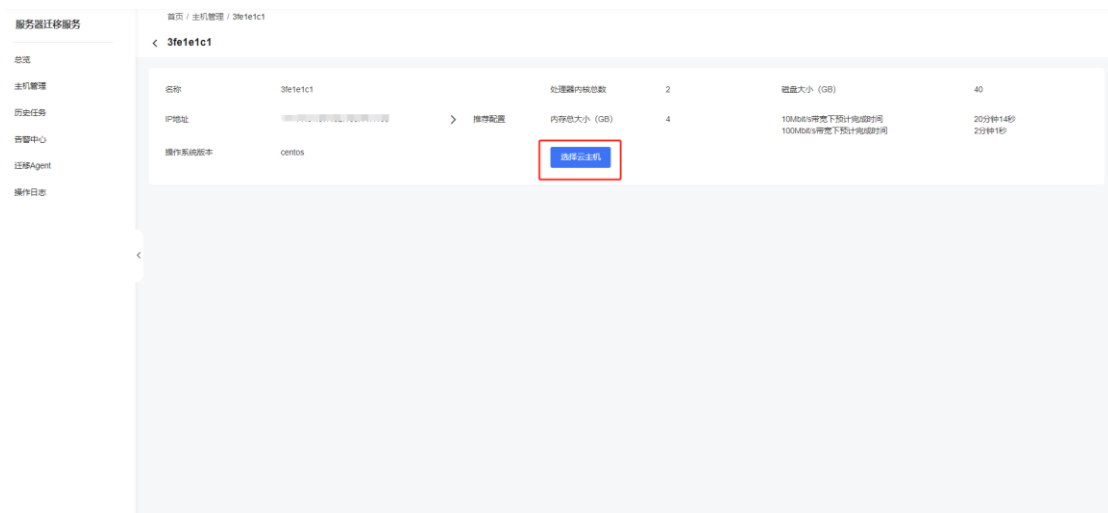 服务器迁移服务
总览
主机管理
历史任务
告警中心
迁移Agent
操作日志
首页 / 主机管理 / 3fe1e1c1
3fe1e1c1
名称 3fe1e1c1 处理器内核总数 2 磁盘大小（GB） 40
IP地址 推荐配置 内存总大小（GB） 4 10Mbit/s带宽下预计完成时间 20分钟14秒
100Mbit/s带宽下预计完成时间 2分钟1秒
操作系统版本 centos 选择云主机